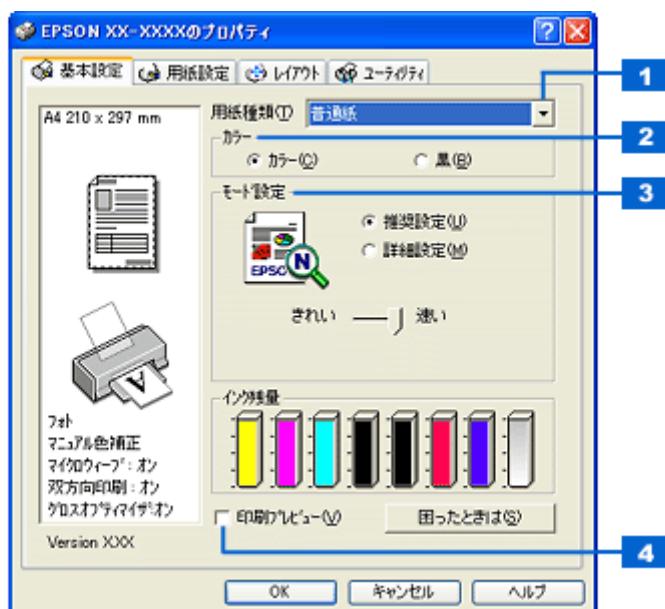 EPSON XX-XXXXのプロパティ
基本設定 用紙設定 レイアウト ユーティリティ
A4 210 x 297 mm
用紙種類(T) 普通紙
1
カラー
2
カラー(C) 黒(B)
モード設定
3
推奨設定(U)
詳細設定(M)
EPSO
N
きれい 速い
A
インク残量
フォト
マニュアル色補正
マイクロウィーブ:オン
双方向印刷:オン
グロスオプティマイザ:オン
印刷プレビュー(V) 困ったときは(S)
Version XXX
4
OK キャンセル ヘルプ